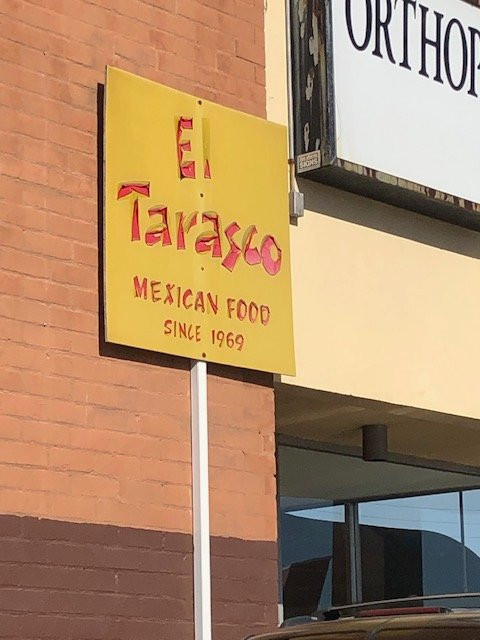 El
Tarasco
MEXICAN FOOD
SINCE 1969
ORTHOP